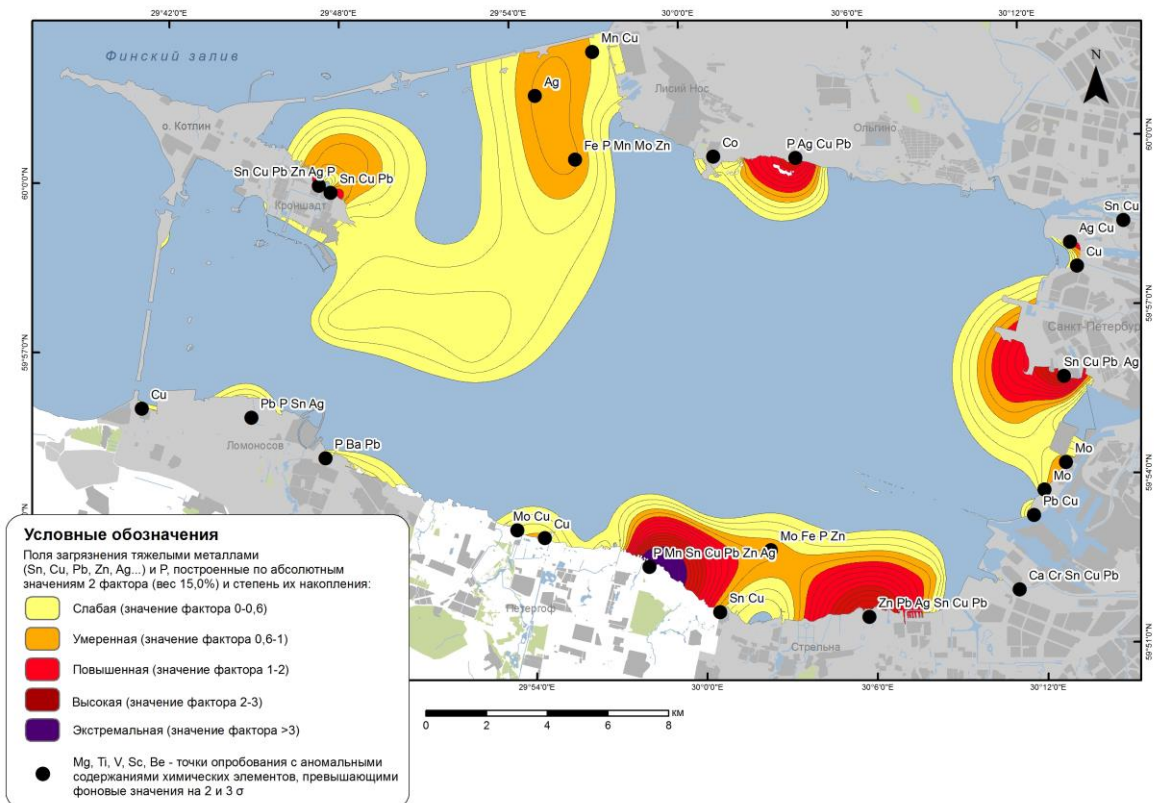 29°42'0"E
29°48'0"E
29°54'0"E
30°0'0"E
30°6'0"E
30°12'0"E
Финский залив
Mn Cu
N
Ag
Лисий Нос
о. Котлин
Ольгино
60°0'0"N
Fe P Mn Mo Zn
Co
P Ag Cu Pb
60°0'0"N
Sn Cu Pb Zn Ag P
Sn Cu Pb
Кроншадт
Sn Cu
Ag Cu
Cu
59°57'0"N
Санкт-Петербур
59°57'0"N
Sn Cu Pb Ag
Cu
Pb P Sn Ag
Ломоносов
P Ba Pb
Mo
59°54'0"N
Mo
Pb Cu
Mo Cu
Cu
Mo Fe P Zn
P Mn Sn Cu Pb Zn Ag
Ca Cr Sn Cu Pb
Петергоф
Sn Cu
Zn Pb Ag Sn Cu Pb
Стрельна
59°51'0"N
29°54'0"E
30°0'0"E
30°6'0"E
30°12'0"E
0 2 4 6 8 км
Условные обозначения
Поля загрязнения тяжелыми металлами
(Sn, Cu, Pb, Zn, Ag...) и P, построенные по абсолютным
значениям 2 фактора (вес 15,0%) и степень их накопления:
Слабая (значение фактора 0-0,6)
Умеренная (значение фактора 0,6-1)
Повышенная (значение фактора 1-2)
Высокая (значение фактора 2-3)
Экстремальная (значение фактора >3)
Mg, Ti, V, Sc, Be - точки опробования с аномальными
содержаниями химических элементов, превышающими
фоновые значения на 2 и 3 σ